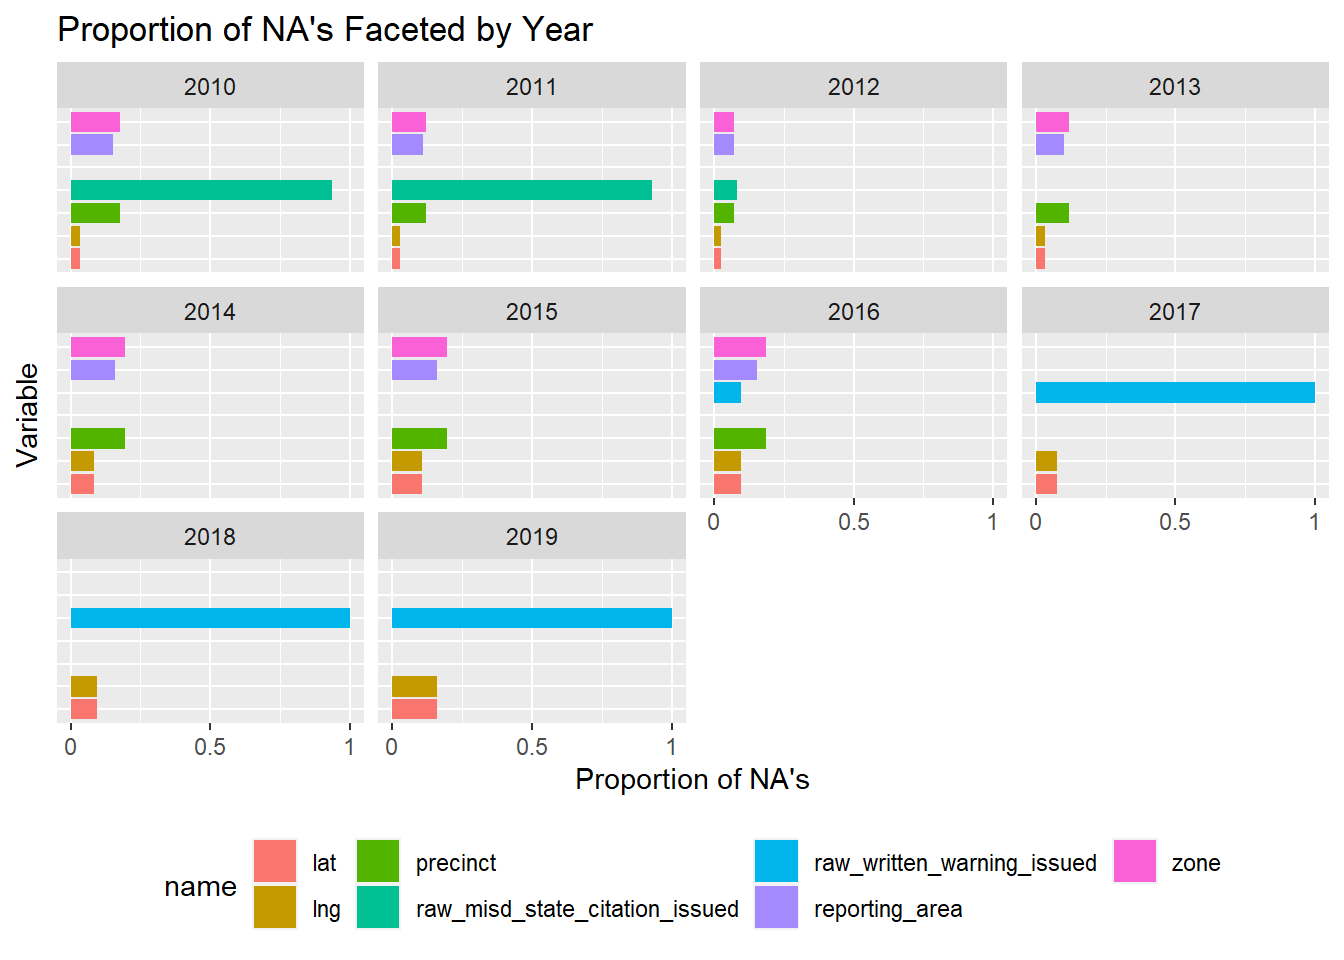 Proportion of NA's Faceted by Year
2010 2011 2012 2013
2014 2015 2016 2017
Variable
0 0.5 1 0 0.5 1
2018 2019
0 0.5 1 0 0.5 1
Proportion of NA's
name
lat precinct raw_written_warning_issued zone
lng raw_misd_state_citation_issued reporting_area